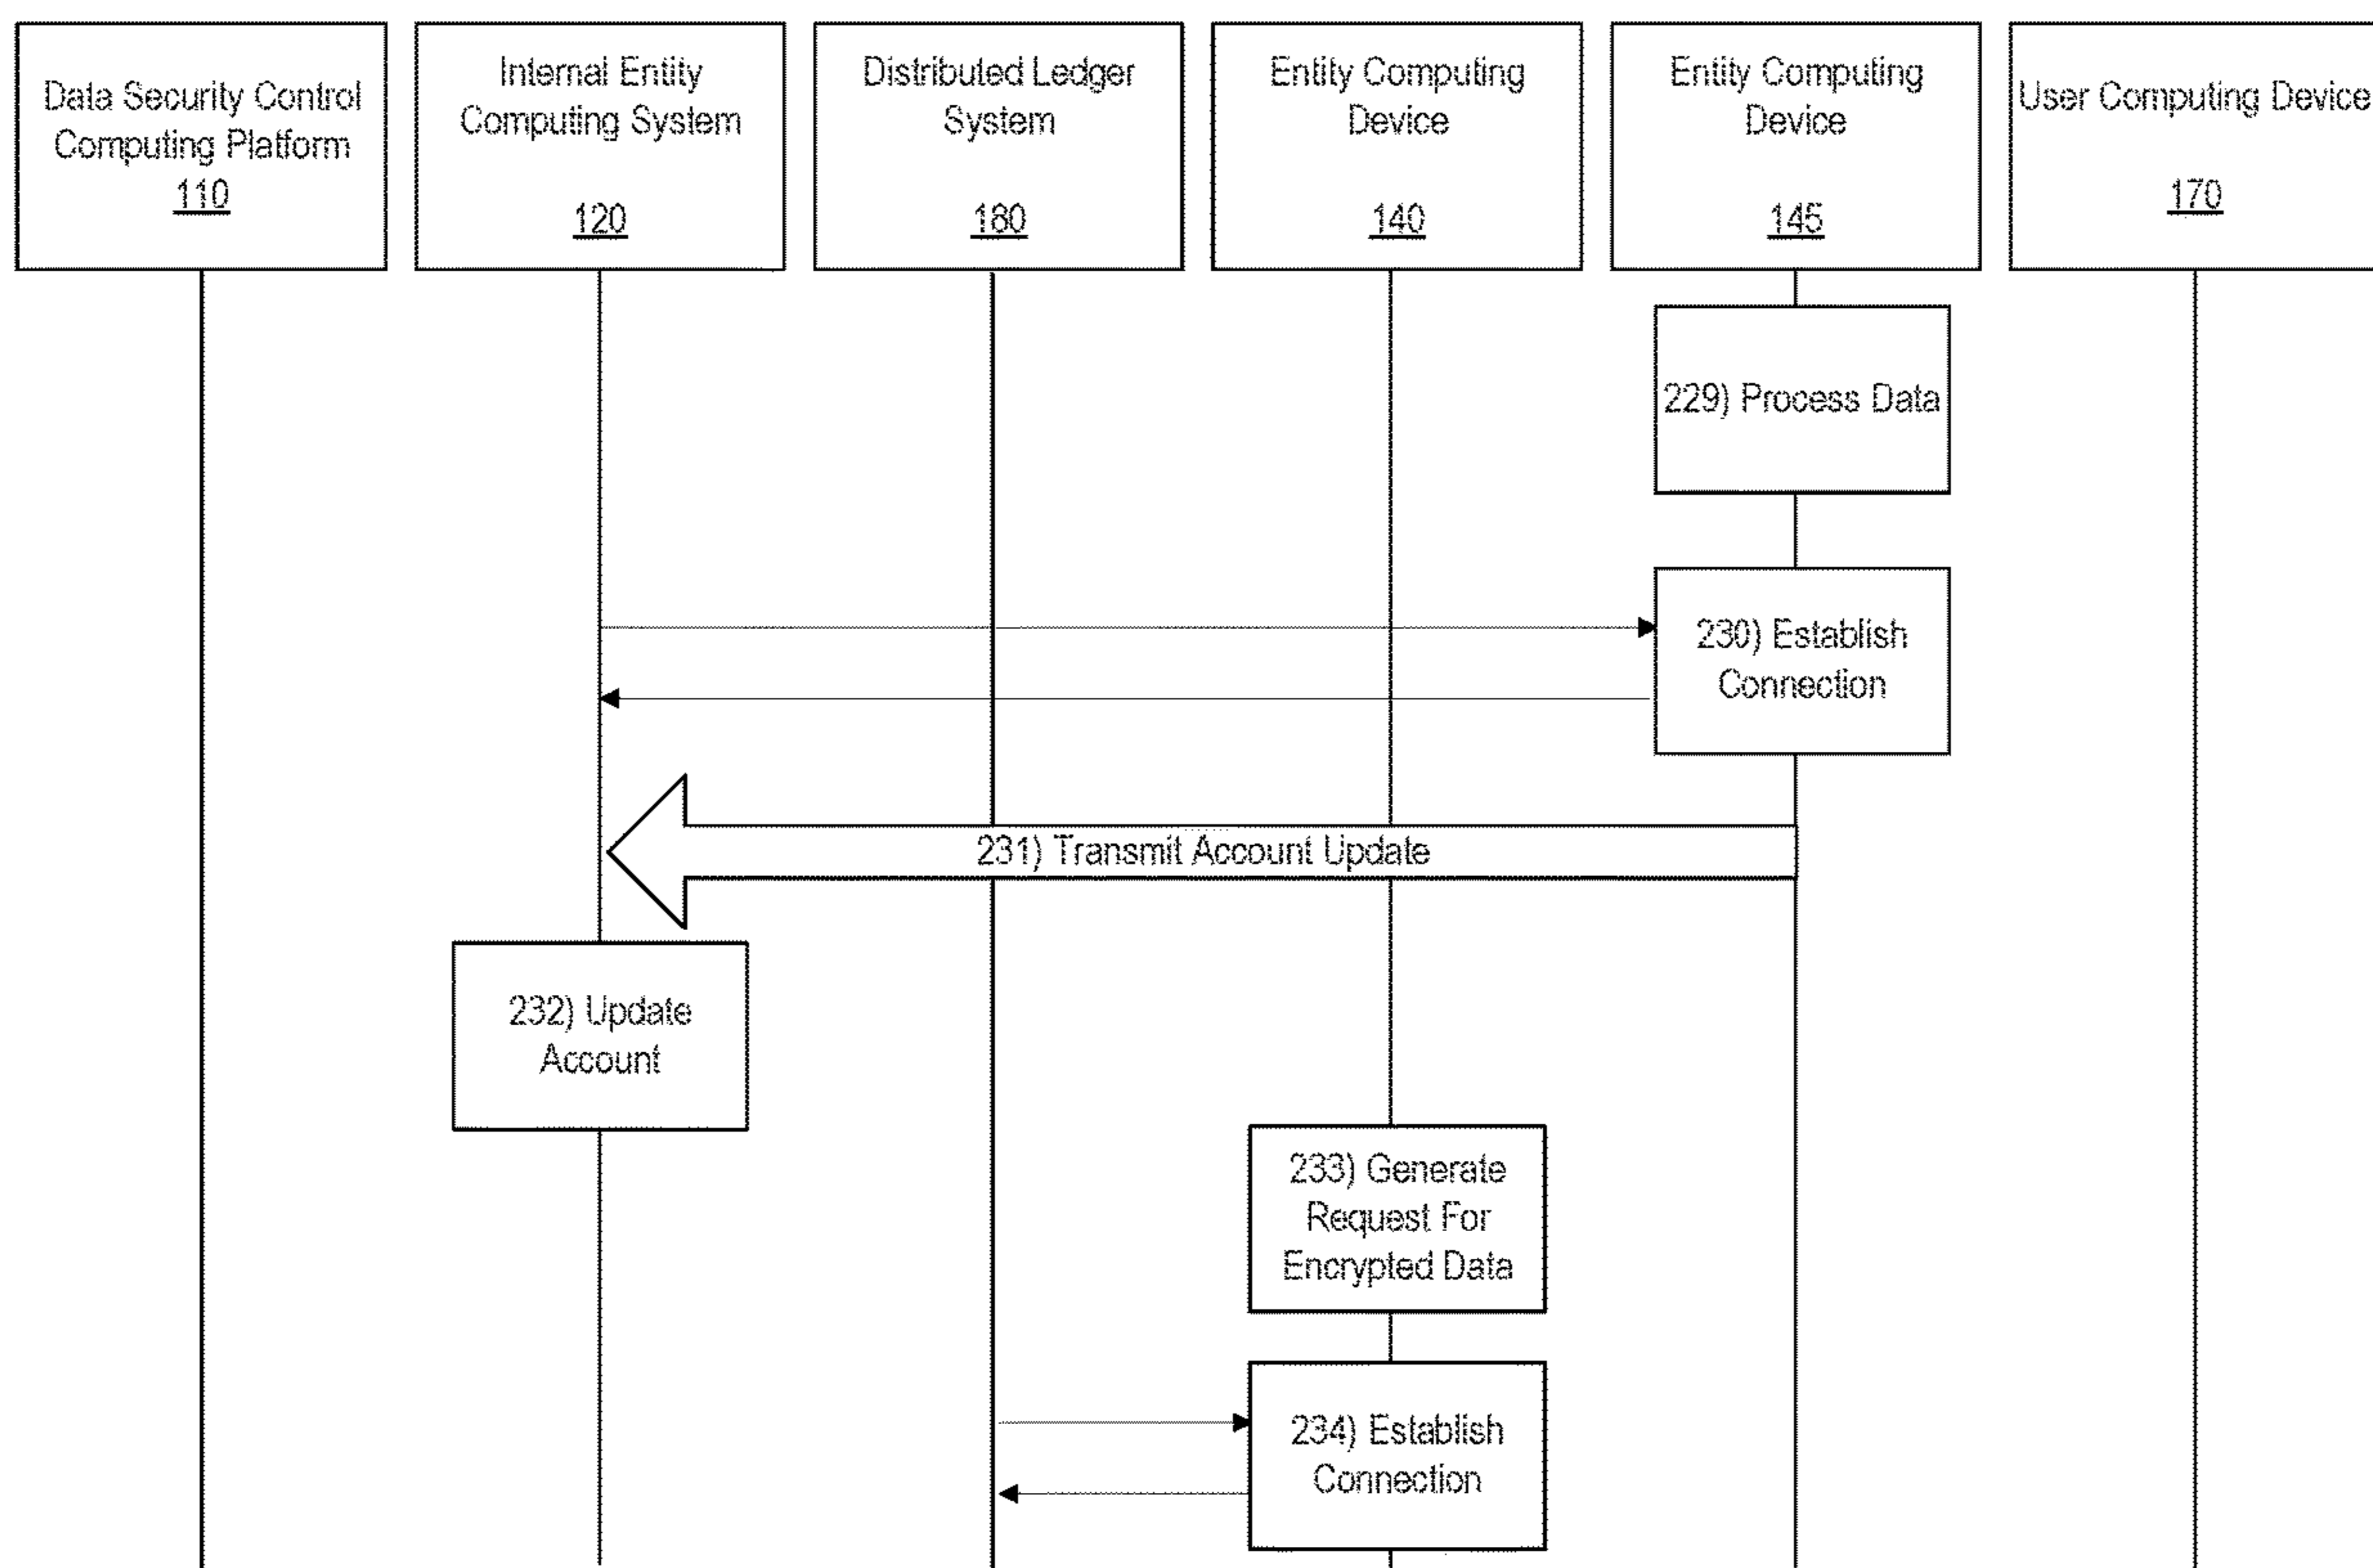 Data Security Control
Computing Platform
110
Internal Entity
Computing System
120
Distributed Ledger
System
180
Entity Computing
Device
140
Entity Computing
Device
145
User Computing Device
170
229) Process Data
230) Establish
Connection
231) Transmit Account Update
232) Update
Account
233) Generate
Request For
Encrypted Data
234) Establish
Connection